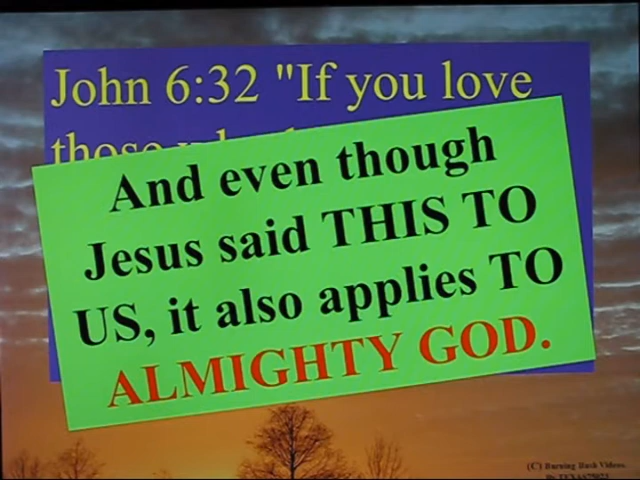 John 6:32 "If you love
those
And even though
Jesus said THIS TO
US, it also applies TO
ALMIGHTY GOD.
(C) Burning Bush Videos.